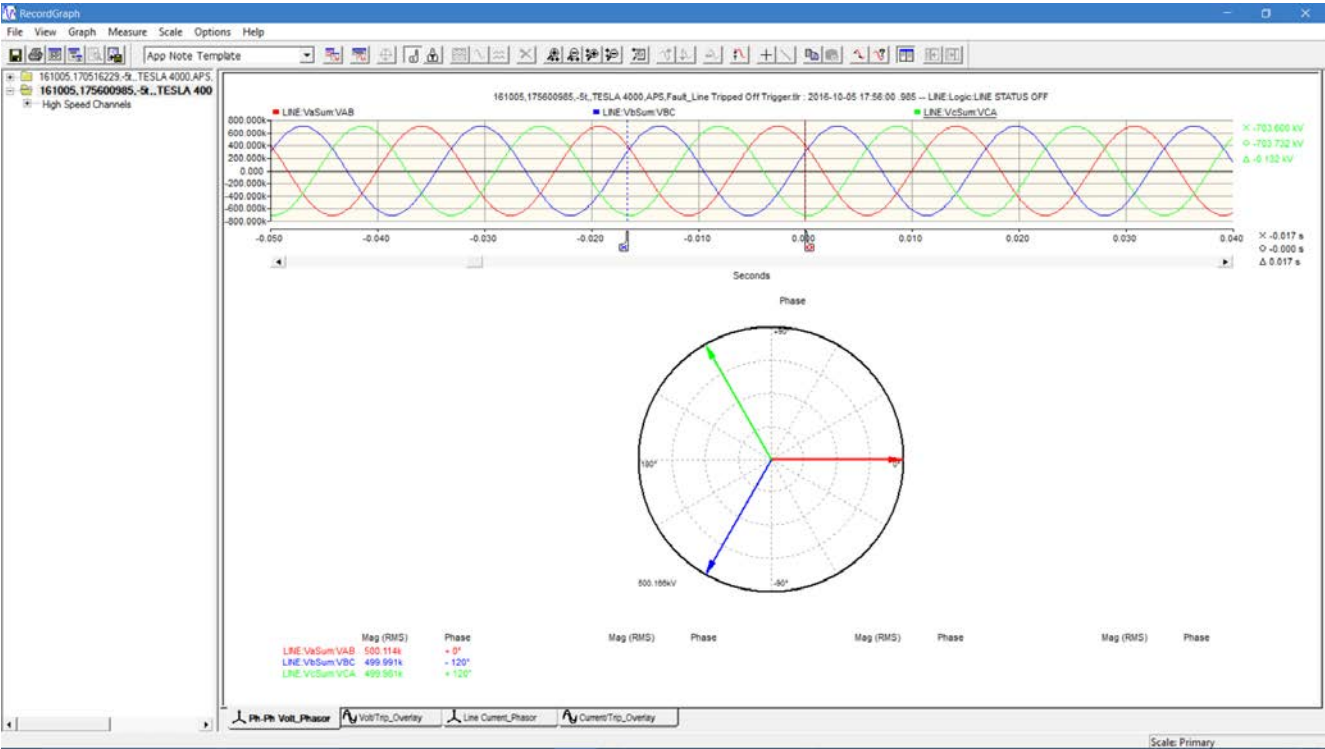 RecordGraph
File View Graph Measure Scale Options Help
App Note Template
161005,170516229,-5t,,TESLA 4000,APS,
161005,175600985,-5t,,TESLA 400
High Speed Channels
161005,175600985,-5t,,TESLA 4000,APS,Fault_Line Tripped Off Trigger.tlr : 2016-10-05 17:56:00 .985 -- LINE:Logic:LINE STATUS OFF
LINE:VaSum:VAB LINE:VbSum:VBC LINE:VcSum:VCA
800.000k
600.000k
400.000k
200.000k
0.000
-200.000k
-400.000k
-600.000k
-800.000k
X -703.600 kV
O -703.732 kV
Δ -0.132 kV
-0.050 -0.040 -0.030 -0.020 -0.010 0.000 0.010 0.020 0.030 0.040
X -0.017 s
O -0.000 s
Δ 0.017 s
Seconds
Phase
+90°
180° 0°
500.166kV -90°
Mag (RMS) Phase Mag (RMS) Phase Mag (RMS) Phase Mag (RMS) Phase
LINE:VaSum:VAB 500.114k + 0°
LINE:VbSum:VBC 499.991k - 120°
LINE:VcSum:VCA 499.981k + 120°
Ph-Ph Volt_Phasor Volt/Trip_Overlay Line Current_Phasor Current/Trip_Overlay
Scale: Primary